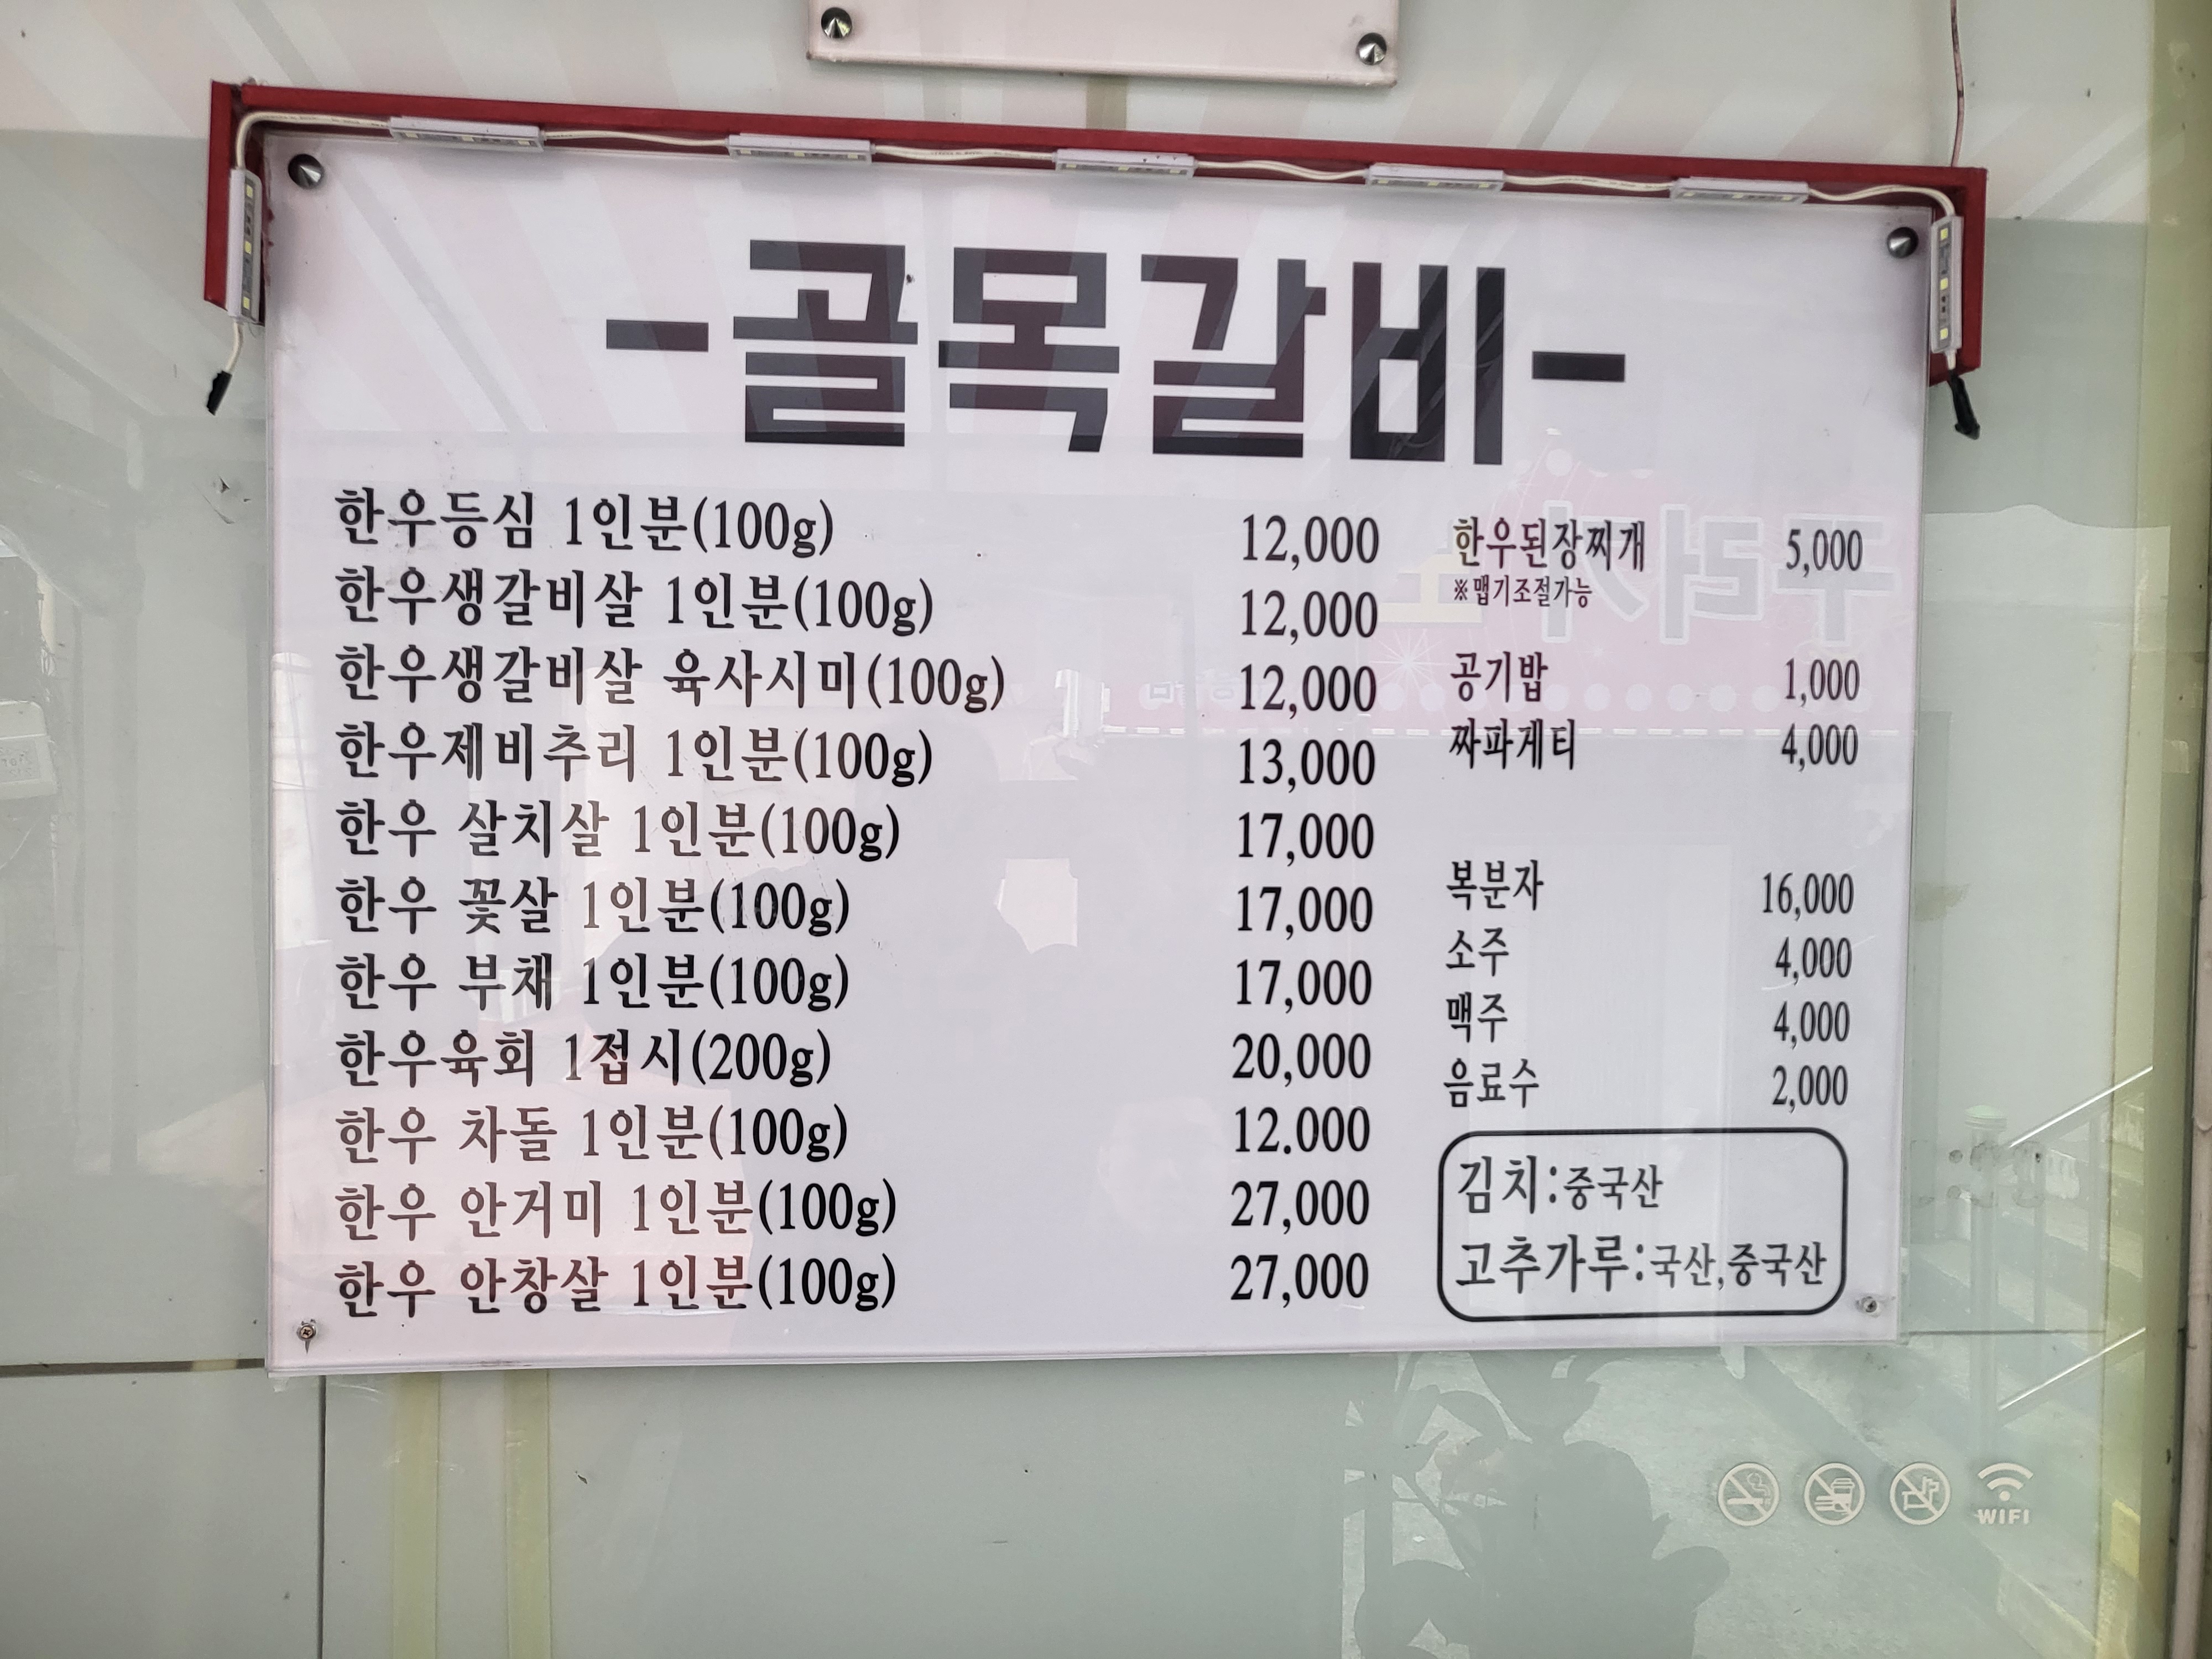 -골목갈비-
한우등심 1인분(100g) 12,000
한우생갈비살 1인분(100g) 12,000
한우생갈비살 육사시미(100g) 12,000
한우제비추리 1인분(100g) 13,000
한우 살치살 1인분(100g) 17,000
한우 꽃살 1인분(100g) 17,000
한우 부채 1인분(100g) 17,000
한우육회 1접시(200g) 20,000
한우 차돌 1인분(100g) 12.000
한우 안거미 1인분(100g) 27,000
한우 안창살 1인분(100g) 27,000
한우된장찌개 5,000
※맵기조절가능
공기밥 1,000
짜파게티 4,000
복분자 16,000
소주 4,000
맥주 4,000
음료수 2,000
김치:중국산
고추가루:국산,중국산
WIFI